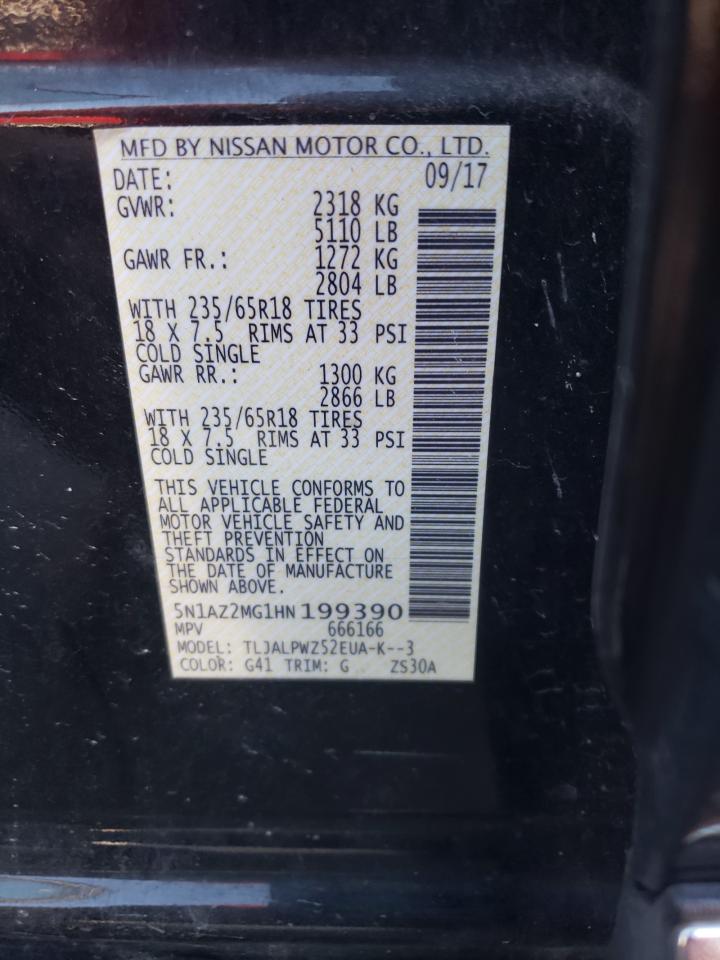 MFD BY NISSAN MOTOR CO., LTD.
DATE: 09/17
GVWR: 2318 KG
5110 LB
GAWR FR.: 1272 KG
2804 LB
WITH 235/65R18 TIRES
18 X 7.5 RIMS AT 33 PSI
COLD SINGLE
GAWR RR.: 1300 KG
2866 LB
WITH 235/65R18 TIRES
18 X 7.5 RIMS AT 33 PSI
COLD SINGLE
THIS VEHICLE CONFORMS TO
ALL APPLICABLE FEDERAL
MOTOR VEHICLE SAFETY AND
THEFT PREVENTION
STANDARDS IN EFFECT ON
THE DATE OF MANUFACTURE
SHOWN ABOVE.
5N1AZ2MG1HN199390
MPV 666166
MODEL: TLJALPWZ52EUA-K--3
COLOR: G41 TRIM: G ZS30A